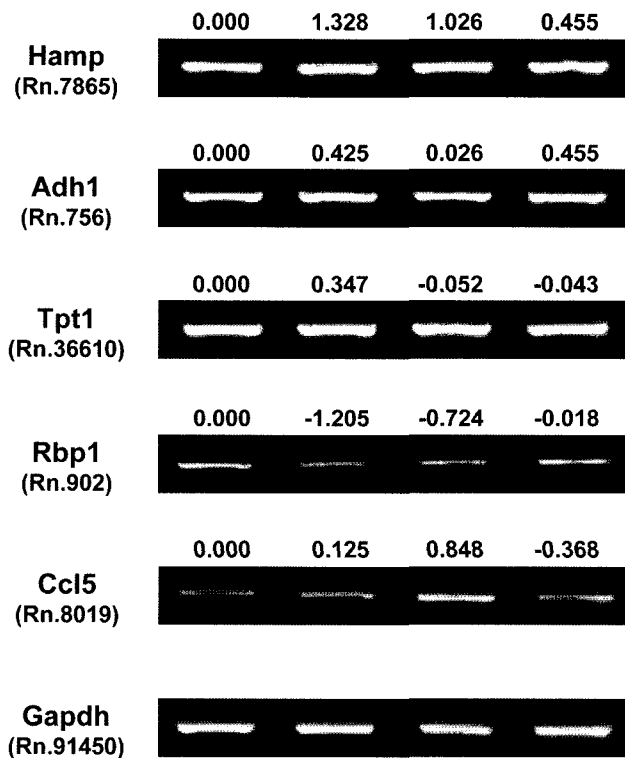 0.000 1.328 1.026 0.455
Hamp
(Rn.7865)
0.000 0.425 0.026 0.455
Adh1
(Rn.756)
0.000 0.347 -0.052 -0.043
Tpt1
(Rn.36610)
0.000 -1.205 -0.724 -0.018
Rbp1
(Rn.902)
0.000 0.125 0.848 -0.368
Ccl5
(Rn.8019)
Gapdh
(Rn.91450)